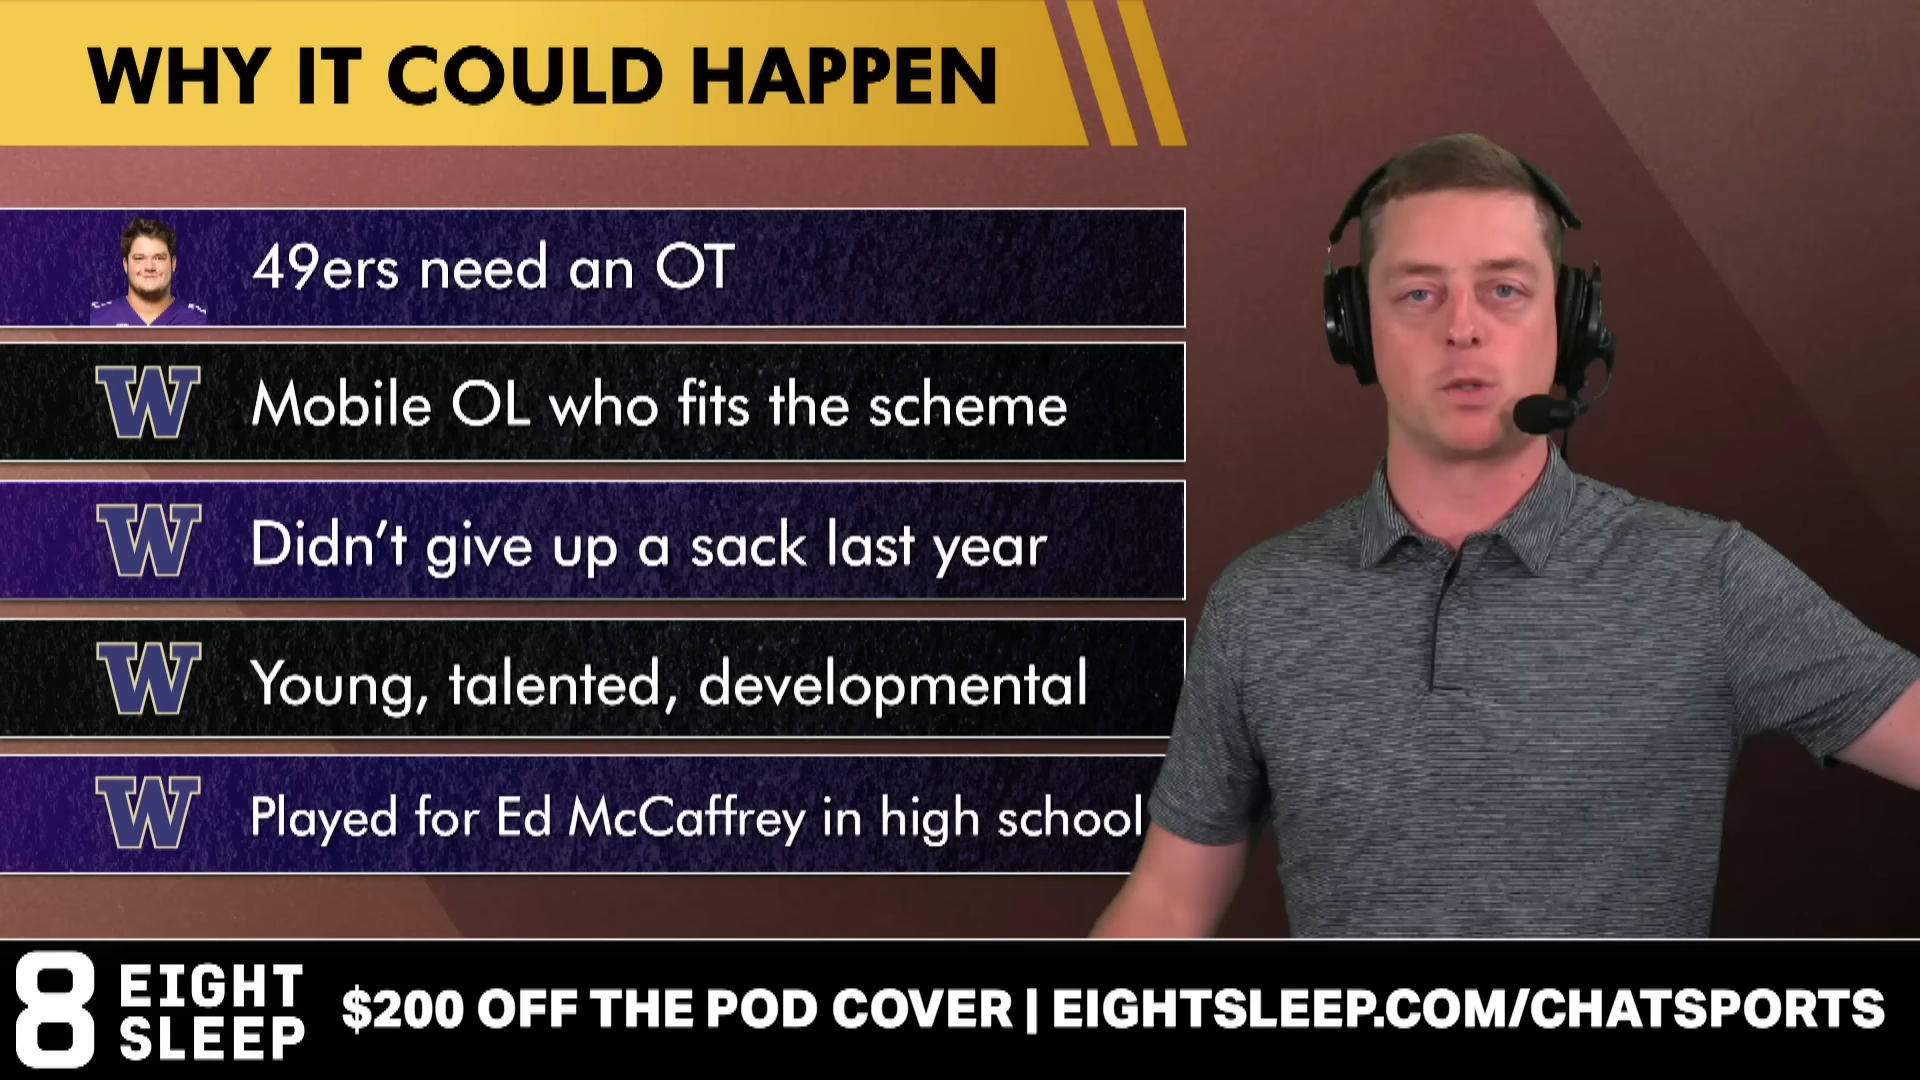 WHY IT COULD HAPPEN
49ers need an OT
W Mobile OL who fits the scheme
W Didn't give up a sack last year
W Young, talented, developmental
W Played for Ed McCaffrey in high school
8 EIGHT SLEEP
$200 OFF THE POD COVER | EIGHTSLEEP.COM/CHATSPORTS